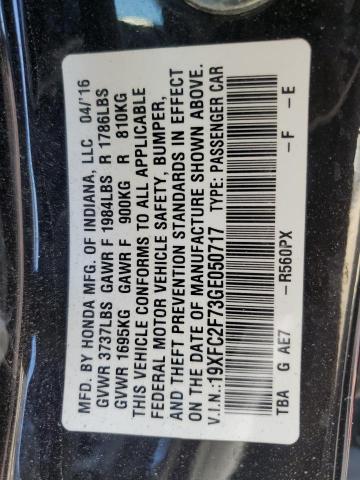 MFD. BY HONDA MFG. OF INDIANA, LLC 04/'16
GVWR 3737LBS GAWR F 1984LBS R 1786LBS
GVWR 1695KG GAWR F 900KG R 810KG
THIS VEHICLE CONFORMS TO ALL APPLICABLE
FEDERAL MOTOR VEHICLE SAFETY, BUMPER,
AND THEFT PREVENTION STANDARDS IN EFFECT
ON THE DATE OF MANUFACTURE SHOWN ABOVE.
V.I.N.:19XFC2F73GE050717 TYPE: PASSENGER CAR
TBA G AE7 -R560PX -F -E